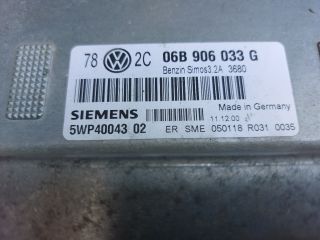 78 2C 06B 906 033 G
Benzin Simos3.2A 3680
Made in Germany
SIEMENS 11.12.00
5WP40043 02 ER SME 050118 R031 0035